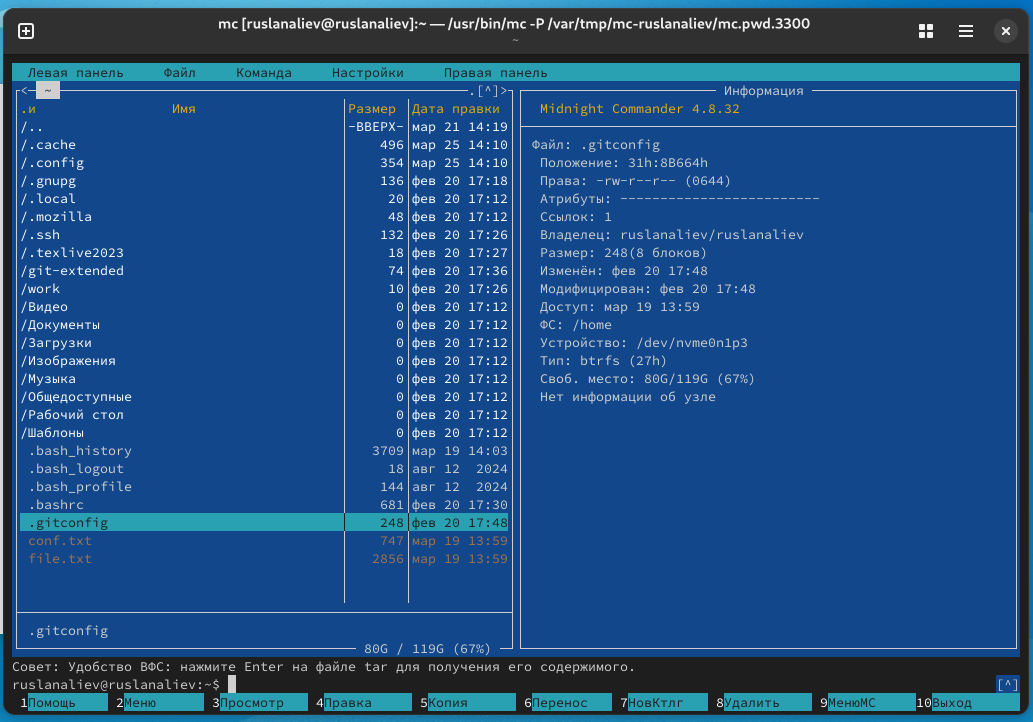 mc [ruslanaliev@ruslanaliev]:~ — /usr/bin/mc -P /var/tmp/mc-ruslanaliev/mc.pwd.3300
~
Левая панель Файл Команда Настройки Правая панель
<─ ~ ─.[^]>
.и Имя Размер Дата правки
/.. -ВВЕРХ- мар 21 14:19
/.cache 496 мар 25 14:10
/.config 354 мар 25 14:10
/.gnupg 136 фев 20 17:18
/.local 20 фев 20 17:12
/.mozilla 48 фев 20 17:12
/.ssh 132 фев 20 17:26
/.texlive2023 18 фев 20 17:27
/git-extended 74 фев 20 17:36
/work 10 фев 20 17:26
/Видео 0 фев 20 17:12
/Документы 0 фев 20 17:12
/Загрузки 0 фев 20 17:12
/Изображения 0 фев 20 17:12
/Музыка 0 фев 20 17:12
/Общедоступные 0 фев 20 17:12
/Рабочий стол 0 фев 20 17:12
/Шаблоны 0 фев 20 17:12
.bash_history 3709 мар 19 14:03
.bash_logout 18 авг 12 2024
.bash_profile 144 авг 12 2024
.bashrc 681 фев 20 17:30
.gitconfig 248 фев 20 17:48
conf.txt 747 мар 19 13:59
file.txt 2856 мар 19 13:59
.gitconfig
80G / 119G (67%)
Информация
Midnight Commander 4.8.32
Файл: .gitconfig
Положение: 31h:8B664h
Права: -rw-r--r-- (0644)
Атрибуты: -------------------------
Ссылок: 1
Владелец: ruslanaliev/ruslanaliev
Размер: 248(8 блоков)
Изменён: фев 20 17:48
Модифицирован: фев 20 17:48
Доступ: мар 19 13:59
ФС: /home
Устройство: /dev/nvme0n1p3
Тип: btrfs (27h)
Своб. место: 80G/119G (67%)
Нет информации об узле
Совет: Удобство ВФС: нажмите Enter на файле tar для получения его содержимого.
ruslanaliev@ruslanaliev:~$ [^]
1Помощь 2Меню 3Просмотр 4Правка 5Копия 6Перенос 7НовКтлг 8Удалить 9МенюМС 10Выход